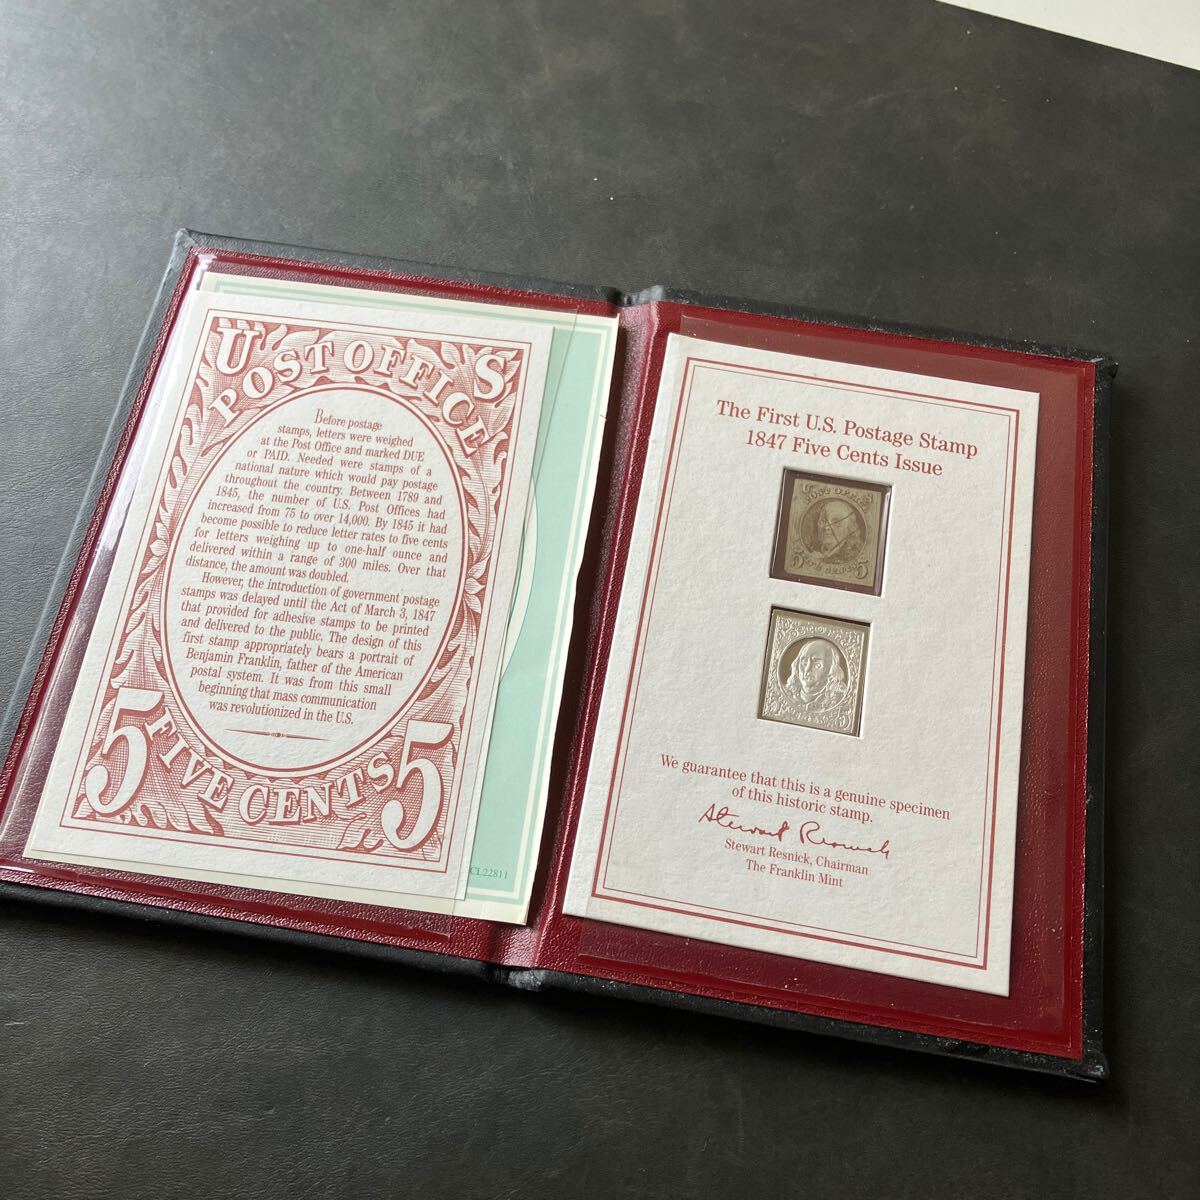 U S
POST OFFICE
Before postage
stamps, letters were weighed
at the Post Office and marked DUE
or PAID. Needed were stamps of a
national nature which would pay postage
throughout the country. Between 1789 and
1845, the number of U.S. Post Offices had
increased from 75 to over 14,000. By 1845 it had
become possible to reduce letter rates to five cents
for letters weighing up to one-half ounce and
delivered within a range of 300 miles. Over that
distance, the amount was doubled.
However, the introduction of government postage
stamps was delayed until the Act of March 3, 1847
that provided for adhesive stamps to be printed
and delivered to the public. The design of this
first stamp appropriately bears a portrait of
Benjamin Franklin, father of the American
postal system. It was from this small
beginning that mass communication
was revolutionized in the U.S.
5 FIVE CENTS 5
CL22811
The First U.S. Postage Stamp
1847 Five Cents Issue
POST OFFICE
5 5
5 5
We guarantee that this is a genuine specimen
of this historic stamp.
Stewart Resnick
Stewart Resnick, Chairman
The Franklin Mint